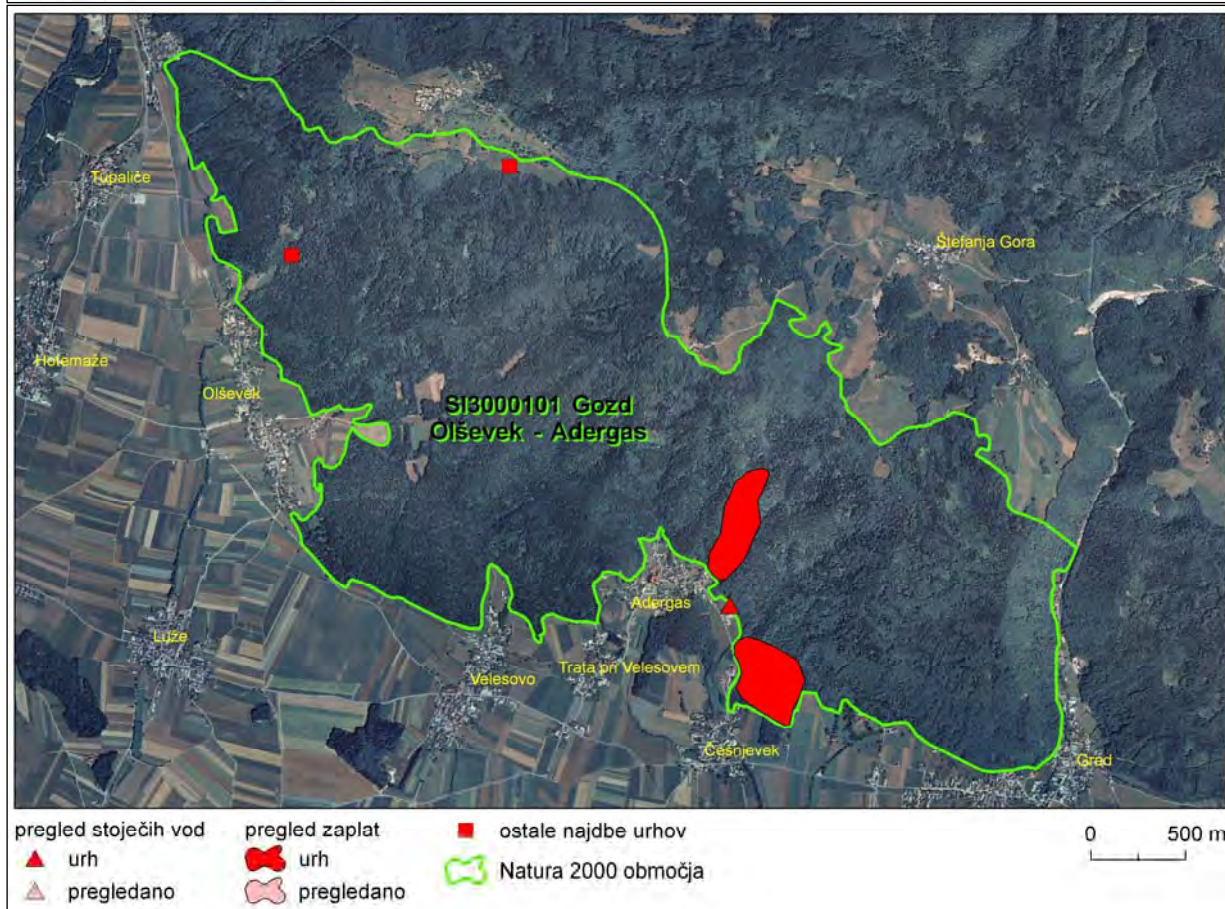 Tupaliče
Štefanja Gora
Hotemaže
Olševek
SI3000101 Gozd
Olševek - Adergas
Adergas
Luže
Velesovo
Trata pri Velesovem
Češnjevek
Grad
pregled stoječih vod
urh
pregledano
pregled zaplat
urh
pregledano
ostale najdbe urhov
Natura 2000 območja
0 500 m